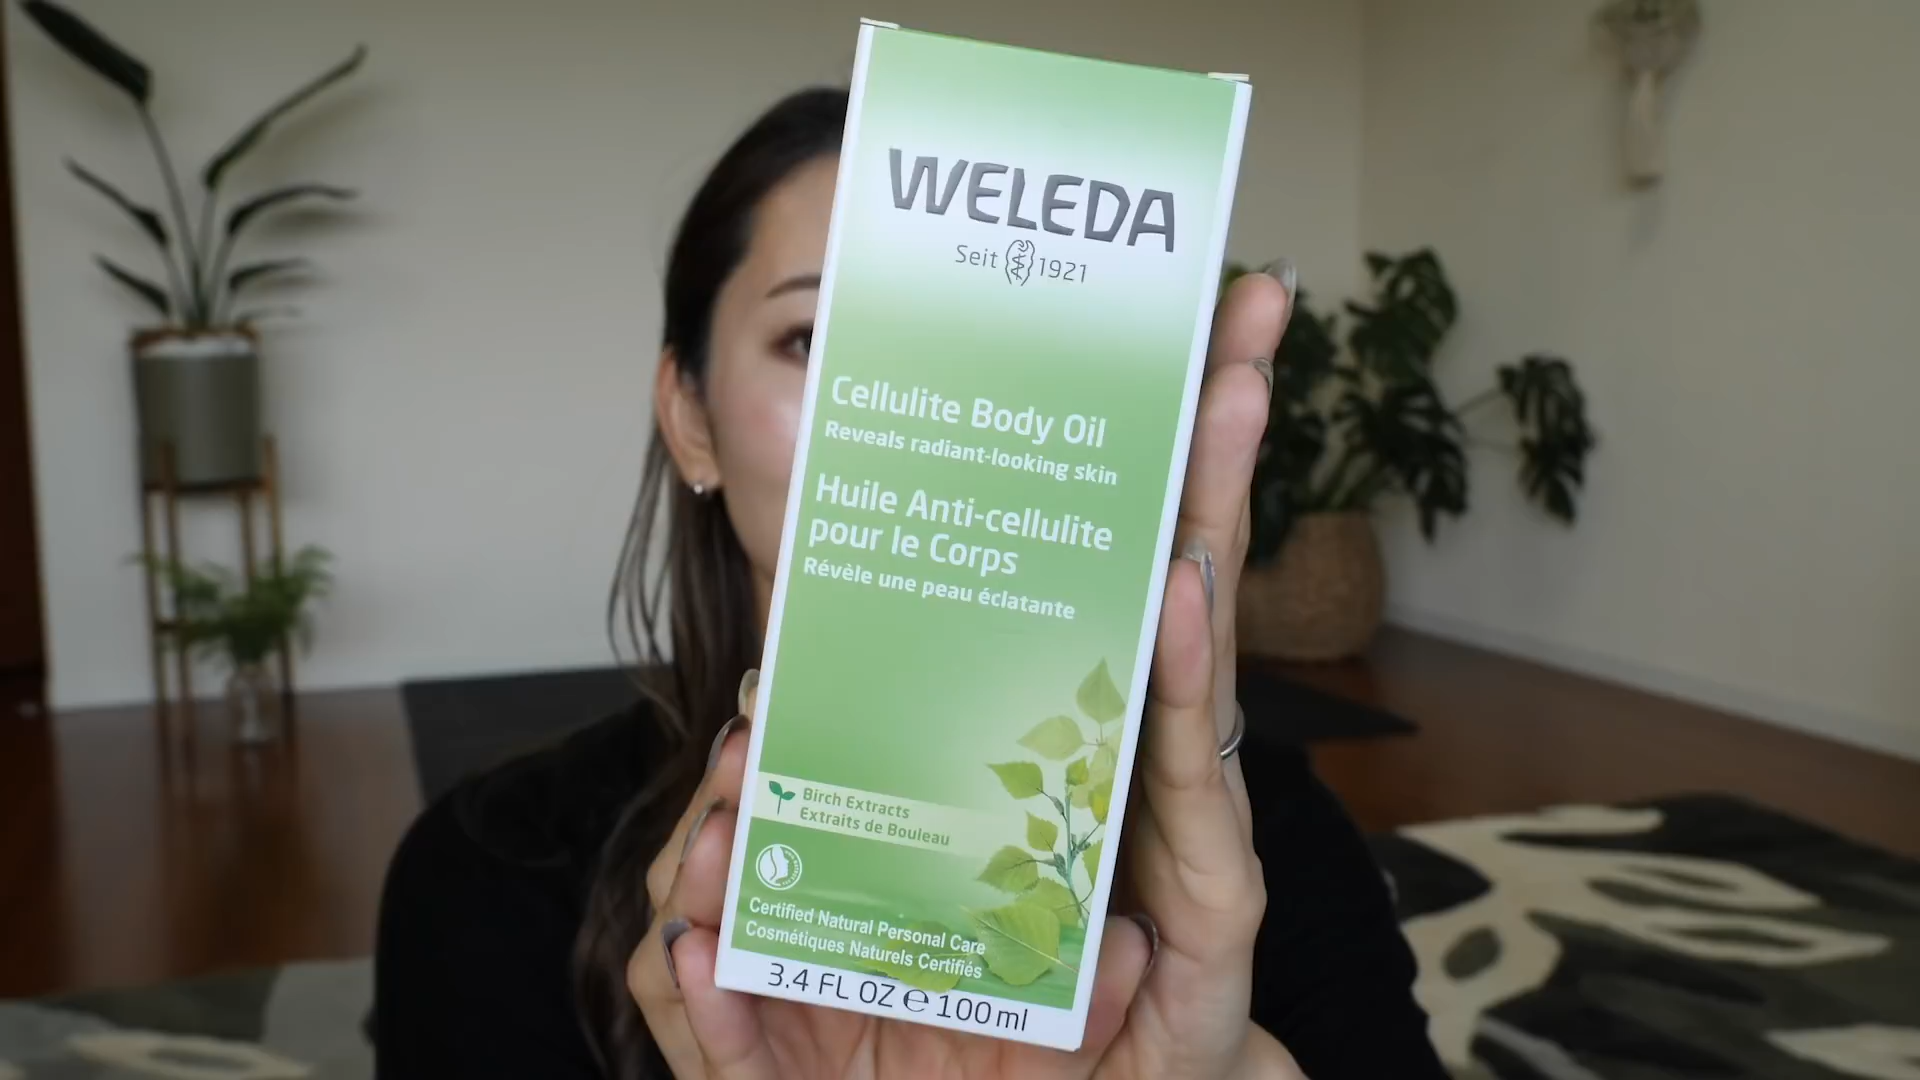 WELEDA
Seit 1921
Cellulite Body Oil
Reveals radiant-looking skin
Huile Anti-cellulite
pour le Corps
Révèle une peau éclatante
Birch Extracts
Extraits de Bouleau
Certified Natural Personal Care
Cosmétiques Naturels Certifiés
3.4 FL OZ ℮ 100 ml